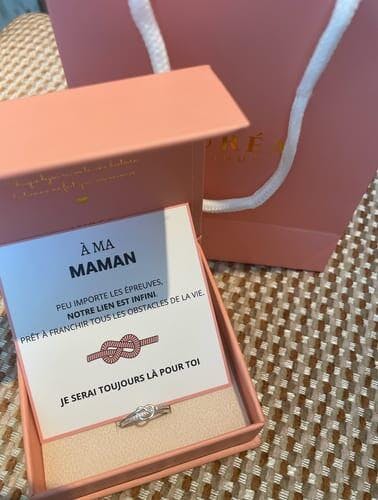 ORÉA
À MA
MAMAN
PEU IMPORTE LES ÉPREUVES,
NOTRE LIEN EST INFINI.
PRÊT À FRANCHIR TOUS LES OBSTACLES DE LA VIE.
JE SERAI TOUJOURS LÀ POUR TOI